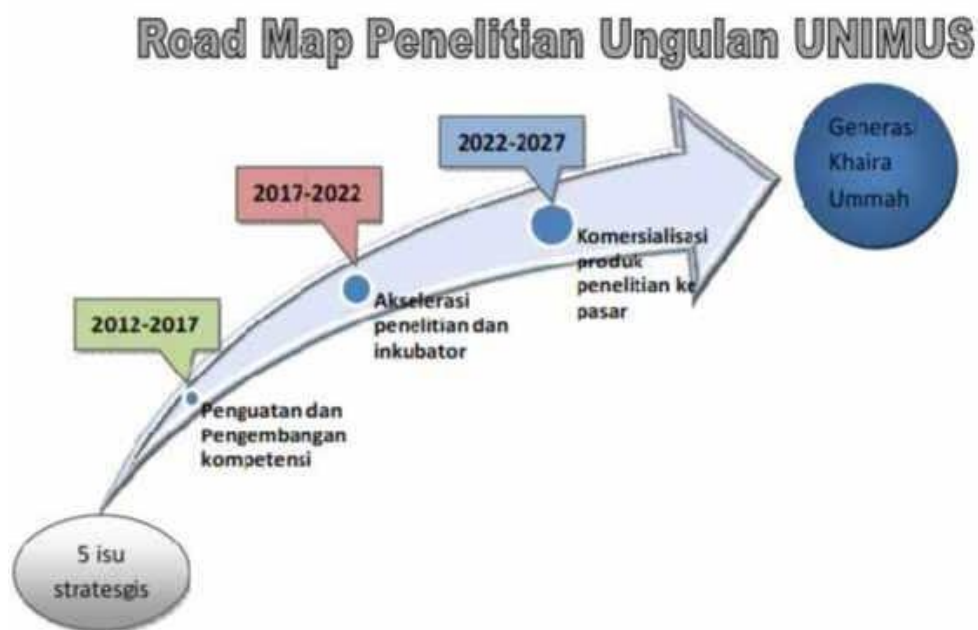 Road Map Penelitian Ungulan UNIMUS
Generasi
Khaira
Ummah
2022-2027
Komersialisasi
produk
penelitian ke
pasar
2017-2022
Akselerasi
penelitian dan
inkubator
2012-2017
Penguatan dan
Pengembangan
kompetensi
5 isu
stratesgis